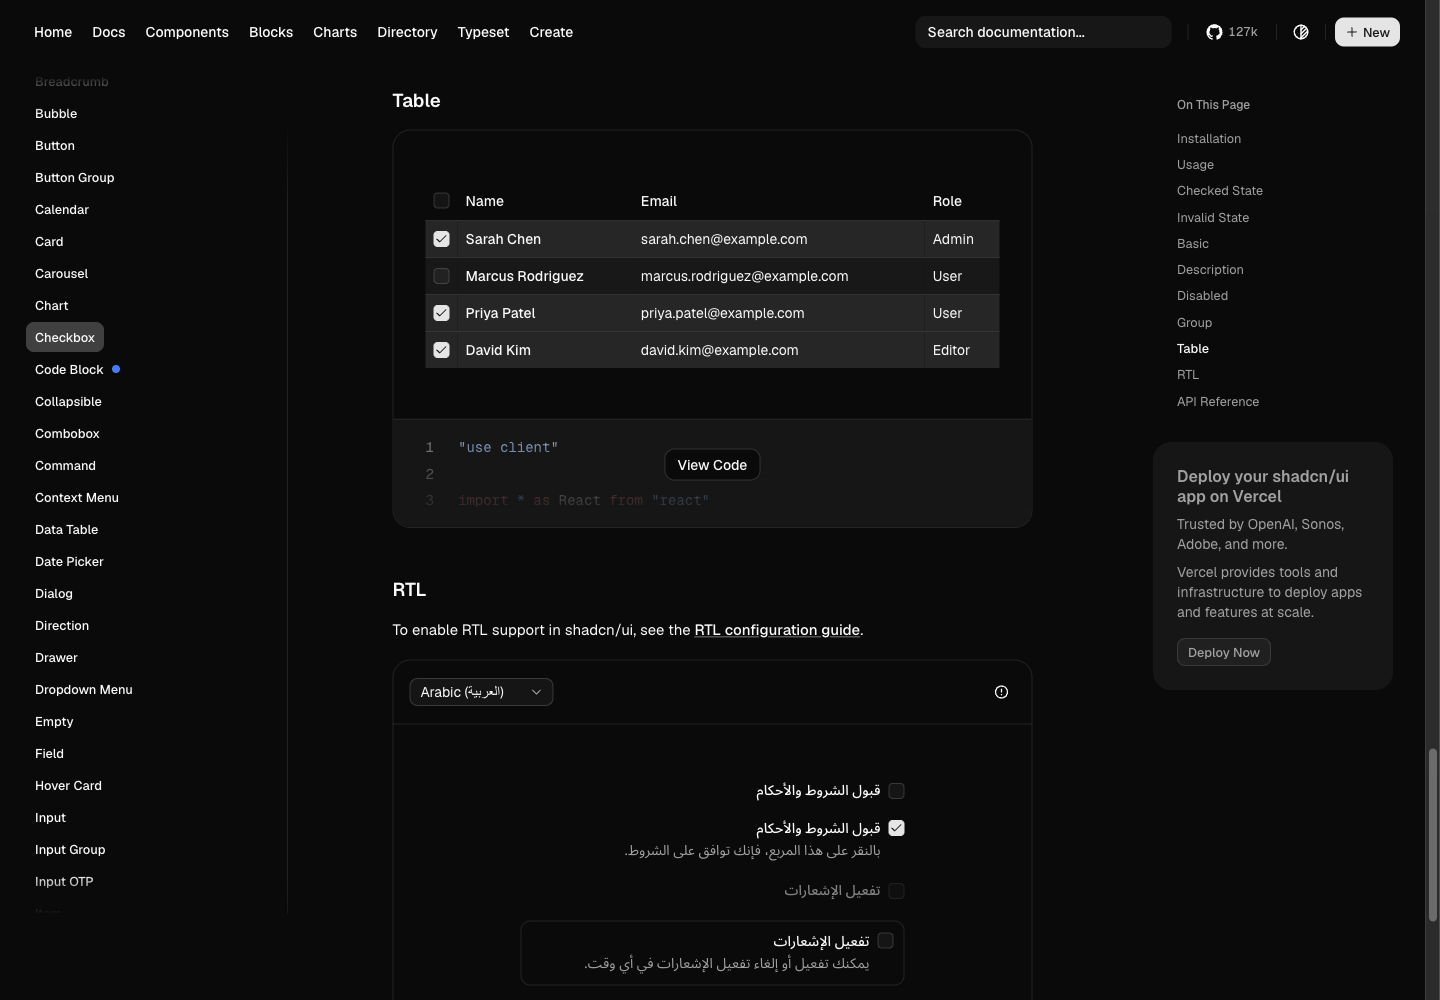 Home Docs Components Blocks Charts Directory Typeset Create
Search documentation...
127k
New
Breadcrumb
Bubble
Button
Button Group
Calendar
Card
Carousel
Chart
Checkbox
Code Block
Collapsible
Combobox
Command
Context Menu
Data Table
Date Picker
Dialog
Direction
Drawer
Dropdown Menu
Empty
Field
Hover Card
Input
Input Group
Input OTP
Table
Name Email Role
Sarah Chen sarah.chen@example.com Admin
Marcus Rodriguez marcus.rodriguez@example.com User
Priya Patel priya.patel@example.com User
David Kim david.kim@example.com Editor
1 "use client"
View Code
2
3 import * as React from "react"
RTL
To enable RTL support in shadcn/ui, see the RTL configuration guide.
Arabic (العربية)
قبول الشروط والأحكام
قبول الشروط والأحكام
بالنقر على هذا المربع، فإنك توافق على الشروط.
تفعيل الإشعارات
تفعيل الإشعارات
يمكنك تفعيل أو إلغاء تفعيل الإشعارات في أي وقت.
On This Page
Installation
Usage
Checked State
Invalid State
Basic
Description
Disabled
Group
Table
RTL
API Reference
Deploy your shadcn/ui
app on Vercel
Trusted by OpenAI, Sonos,
Adobe, and more.
Vercel provides tools and
infrastructure to deploy apps
and features at scale.
Deploy Now